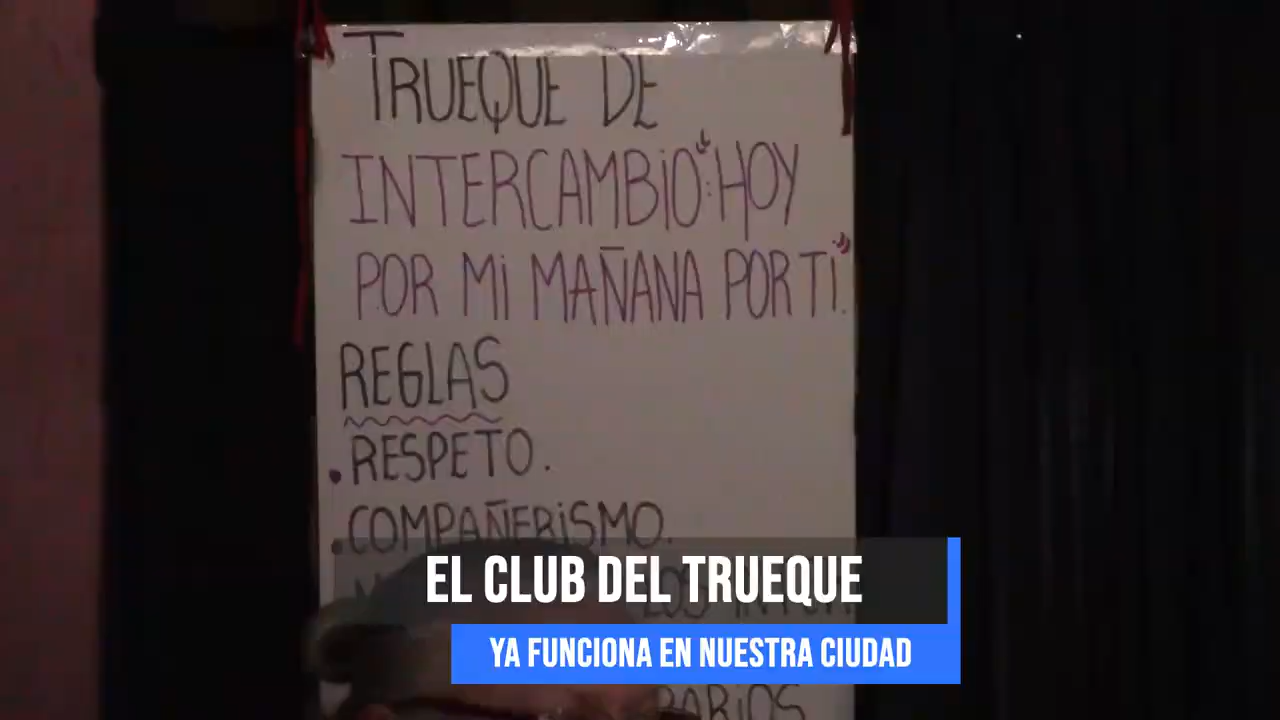 TRUEQUE DE
INTERCAMBIO: "HOY
POR MI MAÑANA POR TI".
REGLAS
• RESPETO.
• COMPAÑERISMO.
EL CLUB DEL TRUEQUE
YA FUNCIONA EN NUESTRA CIUDAD